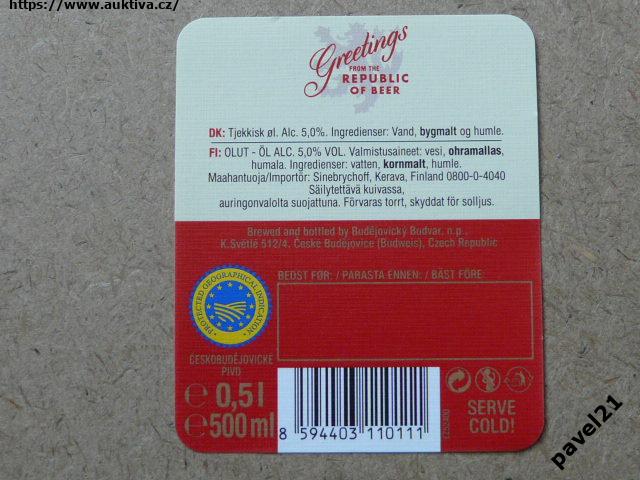 https://www.auktiva.cz/
Greetings
FROM THE
REPUBLIC
OF BEER
DK: Tjekkisk øl. Alc. 5,0%. Ingredienser: Vand, bygmalt og humle.
FI: OLUT - ÖL ALC. 5,0% VOL. Valmistusaineet: vesi, ohramallas,
humala. Ingredienser: vatten, kornmalt, humle.
Maahantuoja/Importör: Sinebrychoff, Kerava, Finland 0800-0-4040
Säilytettävä kuivassa,
auringonvalolta suojattuna. Förvaras torrt, skyddat för solljus.
Brewed and bottled by Budějovický Budvar, n.p.,
K.Světlé 512/4, České Budějovice (Budweis), Czech Republic
PROTECTED GEOGRAPHICAL INDICATION
BEDST FØR: / PARASTA ENNEN: / BÄST FÖRE:
ČESKOBUDĚJOVICKÉ
PIVO
℮ 0,5 l
℮ 500 ml
8 594403 110111
SERVE
COLD!
pavel21